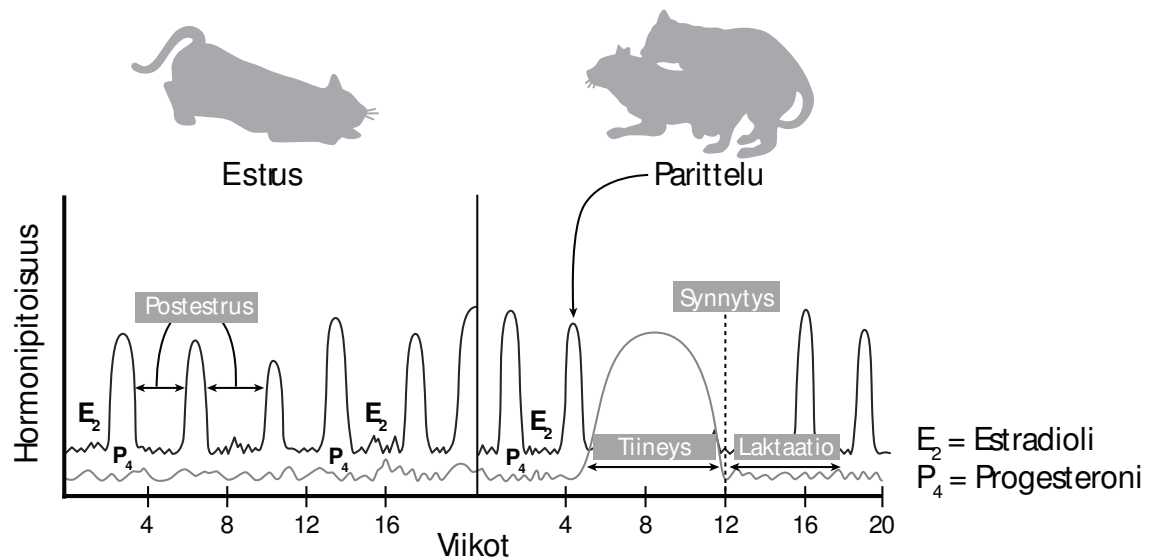 Estrus
Parittelu
Hormonipitoisuus
Postestrus
Synnytys
E2
P4
P4
E2
P4
E2
Tiineys
Laktaatio
E2 = Estradioli
P4 = Progesteroni
4 8 12 16 4 8 12 16 20
Viikot